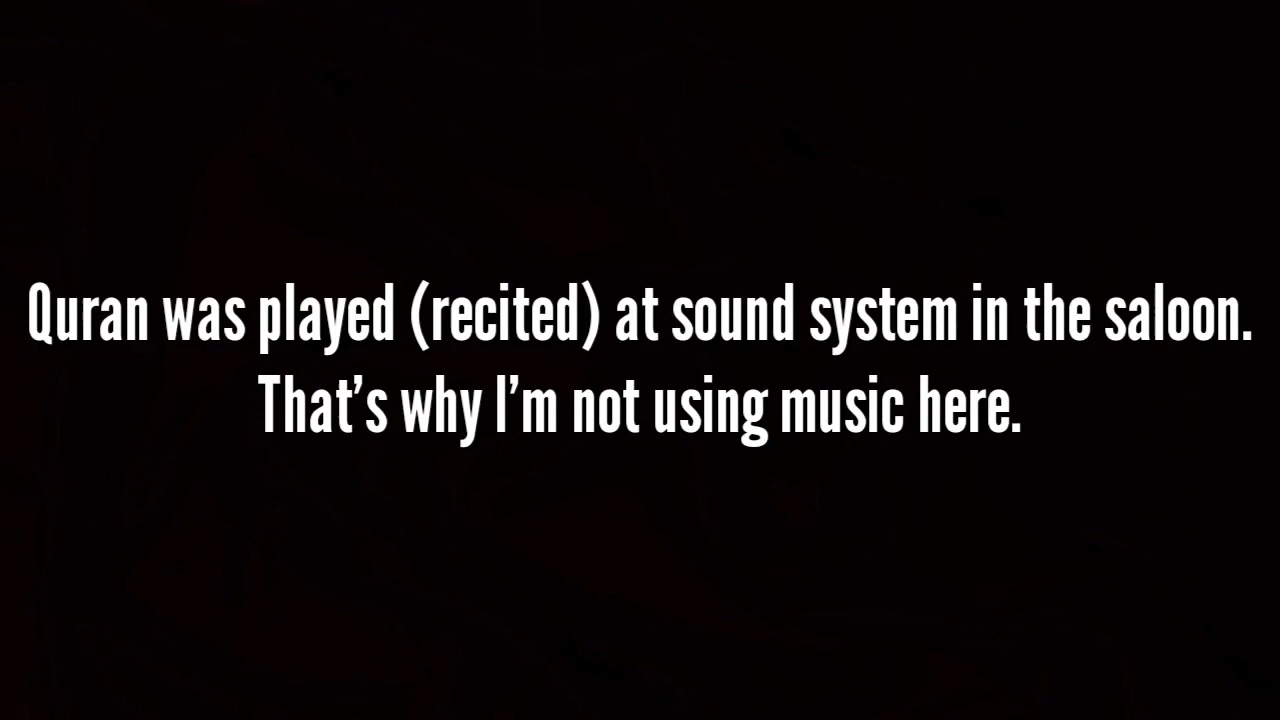 Quran was played (recited) at sound system in the saloon.
That’s why I’m not using music here.